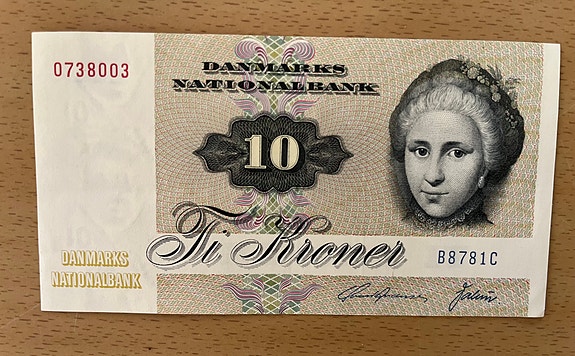 0738003
DANMARKS
NATIONALBANK
10
Ti Kroner
B8781C
DANMARKS
NATIONALBANK